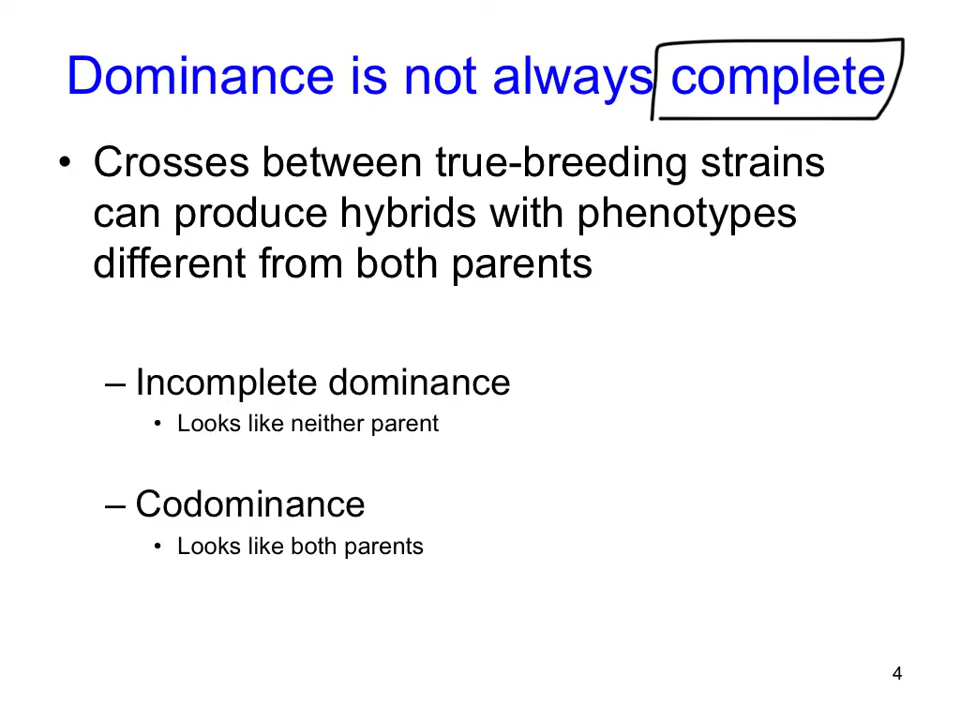 Dominance is not always complete
• Crosses between true-breeding strains
can produce hybrids with phenotypes
different from both parents
– Incomplete dominance
• Looks like neither parent
– Codominance
• Looks like both parents
4